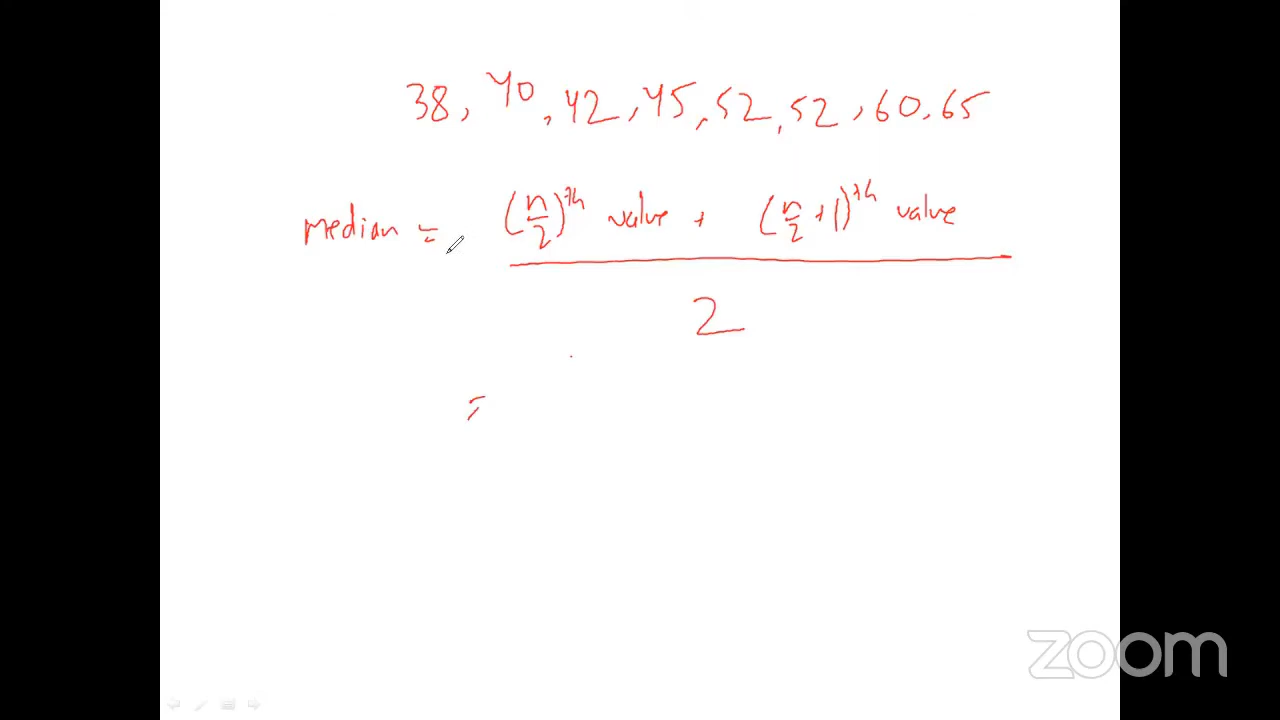 38, 40, 42, 45, 52, 52, 60, 65
median = (n/2)th value + (n/2 + 1)th value
2
=
zoom